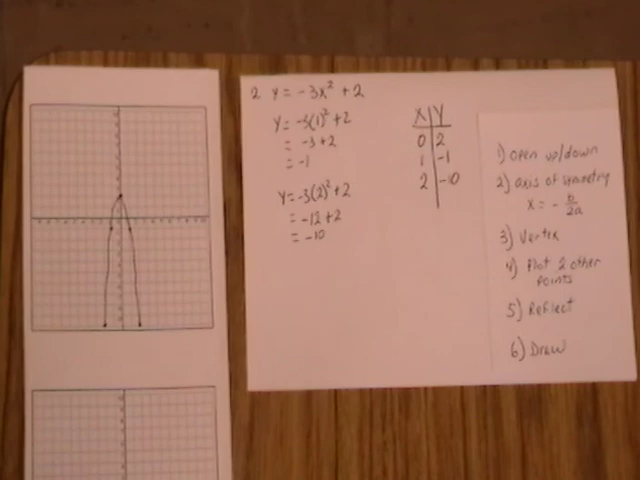 2 y = -3x² + 2
y = -3(1)² + 2
= -3 + 2
= -1
y = -3(2)² + 2
= -12 + 2
= -10
X Y
0 2
1 -1
2 -10
1) open up/down
2) axis of symmetry
x = - b/2a
3) Vertex
4) Plot 2 other
points
5) Reflect
6) Draw